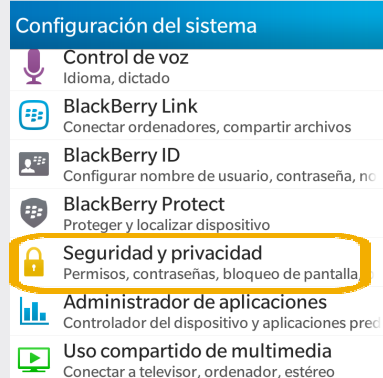 Configuración del sistema
Control de voz
Idioma, dictado
BlackBerry Link
Conectar ordenadores, compartir archivos
BlackBerry ID
Configurar nombre de usuario, contraseña, no
BlackBerry Protect
Proteger y localizar dispositivo
Seguridad y privacidad
Permisos, contraseñas, bloqueo de pantalla,
Administrador de aplicaciones
Controlador del dispositivo y aplicaciones pred
Uso compartido de multimedia
Conectar a televisor, ordenador, estéreo